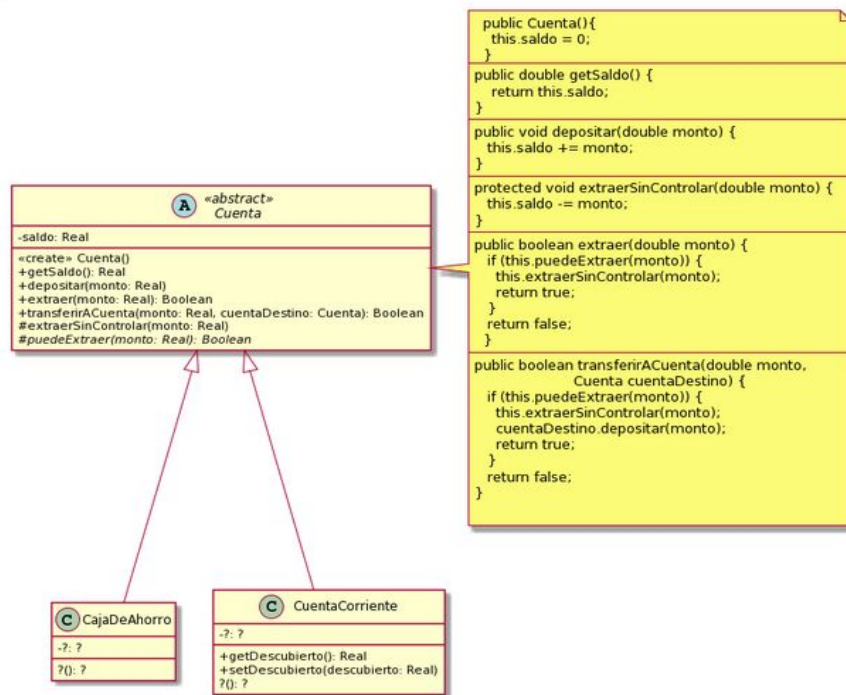 public Cuenta(){
this.saldo = 0;
}
public double getSaldo() {
return this.saldo;
}
public void depositar(double monto) {
this.saldo += monto;
}
protected void extraerSinControlar(double monto) {
this.saldo -= monto;
}
public boolean extraer(double monto) {
if (this.puedeExtraer(monto)) {
this.extraerSinControlar(monto);
return true;
}
return false;
}
public boolean transferirACuenta(double monto,
Cuenta cuentaDestino) {
if (this.puedeExtraer(monto)) {
this.extraerSinControlar(monto);
cuentaDestino.depositar(monto);
return true;
}
return false;
}
A
«abstract»
Cuenta
-saldo: Real
«create» Cuenta()
+getSaldo(): Real
+depositar(monto: Real)
+extraer(monto: Real): Boolean
+transferirACuenta(monto: Real, cuentaDestino: Cuenta): Boolean
#extraerSinControlar(monto: Real)
#puedeExtraer(monto: Real): Boolean
C CajaDeAhorro
-?: ?
?(): ?
C CuentaCorriente
-?: ?
+getDescubierto(): Real
+setDescubierto(descubierto: Real)
?(): ?